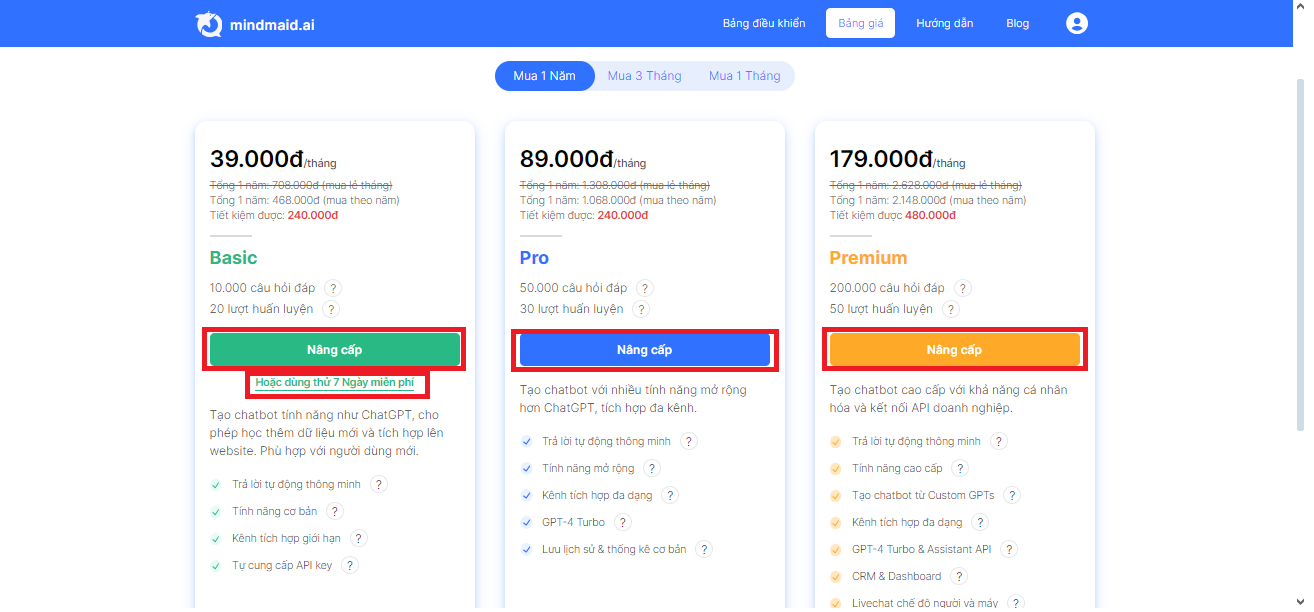 mindmaid.ai
Bảng điều khiển
Bảng giá
Hướng dẫn
Blog
Mua 1 Năm
Mua 3 Tháng
Mua 1 Tháng
39.000đ/tháng
Tổng 1 năm: 708.000đ (mua lẻ tháng)
Tổng 1 năm: 468.000đ (mua theo năm)
Tiết kiệm được: 240.000đ
Basic
10.000 câu hỏi đáp ?
20 lượt huấn luyện ?
Nâng cấp
Hoặc dùng thử 7 Ngày miễn phí
Tạo chatbot tính năng như ChatGPT, cho
phép học thêm dữ liệu mới và tích hợp lên
website. Phù hợp với người dùng mới.
Trả lời tự động thông minh ?
Tính năng cơ bản ?
Kênh tích hợp giới hạn ?
Tự cung cấp API key ?
89.000đ/tháng
Tổng 1 năm: 1.308.000đ (mua lẻ tháng)
Tổng 1 năm: 1.068.000đ (mua theo năm)
Tiết kiệm được: 240.000đ
Pro
50.000 câu hỏi đáp ?
30 lượt huấn luyện ?
Nâng cấp
Tạo chatbot với nhiều tính năng mở rộng
hơn ChatGPT, tích hợp đa kênh.
Trả lời tự động thông minh ?
Tính năng mở rộng ?
Kênh tích hợp đa dạng ?
GPT-4 Turbo ?
Lưu lịch sử & thống kê cơ bản ?
179.000đ/tháng
Tổng 1 năm: 2.628.000đ (mua lẻ tháng)
Tổng 1 năm: 2.148.000đ (mua theo năm)
Tiết kiệm được 480.000đ
Premium
200.000 câu hỏi đáp ?
50 lượt huấn luyện ?
Nâng cấp
Tạo chatbot cao cấp với khả năng cá nhân
hóa và kết nối API doanh nghiệp.
Trả lời tự động thông minh ?
Tính năng cao cấp ?
Tạo chatbot từ Custom GPTs ?
Kênh tích hợp đa dạng ?
GPT-4 Turbo & Assistant API ?
CRM & Dashboard ?
Livechat chế độ người và máy ?